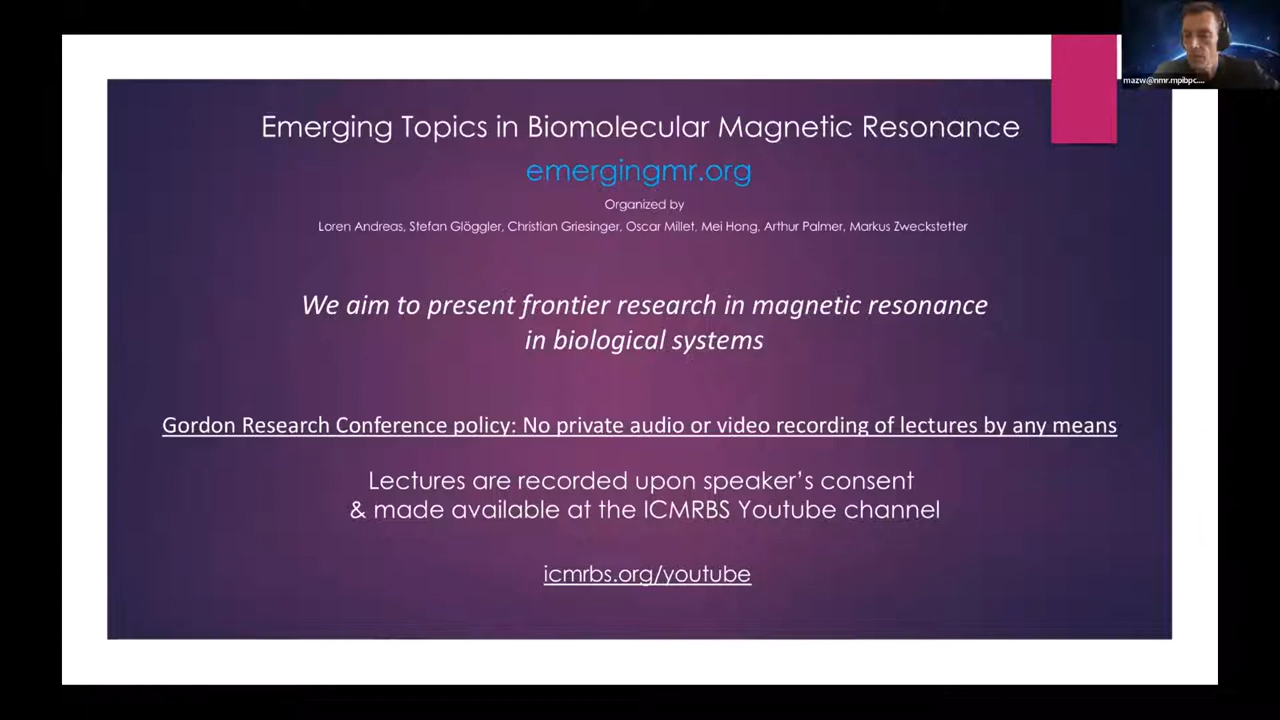 Emerging Topics in Biomolecular Magnetic Resonance
emergingmr.org
Organized by
Loren Andreas, Stefan Glöggler, Christian Griesinger, Oscar Millet, Mei Hong, Arthur Palmer, Markus Zweckstetter
We aim to present frontier research in magnetic resonance
in biological systems
Gordon Research Conference policy: No private audio or video recording of lectures by any means
Lectures are recorded upon speaker's consent
& made available at the ICMRBS Youtube channel
icmrbs.org/youtube
mazw@nmr.mpibpc....